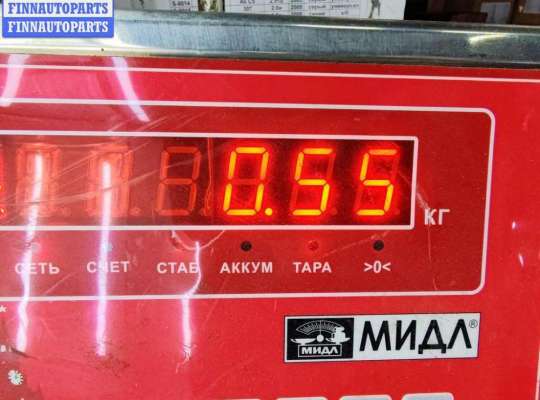 FINNAUTOPARTS
FINNAUTOPARTS
0.55
КГ
СЕТЬ СЧЕТ СТАБ АККУМ ТАРА >0<
МИДЛ МИДЛ®